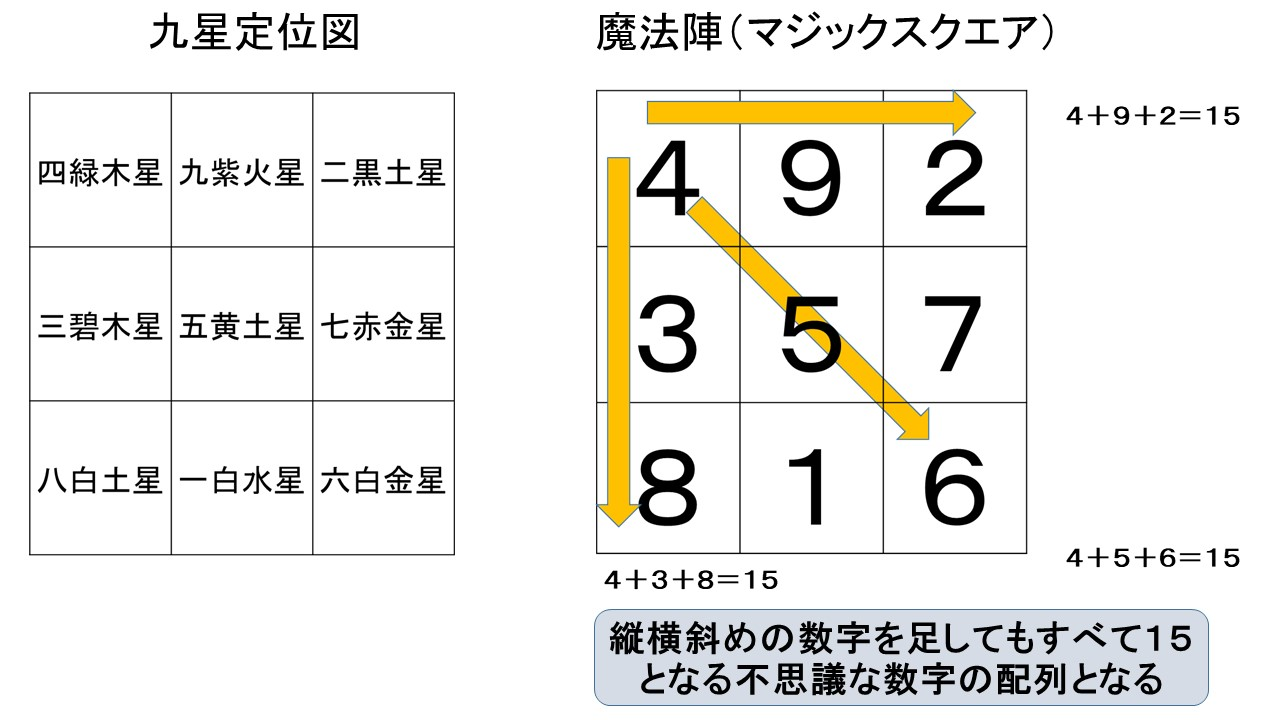 九星定位図
四緑木星 九紫火星 二黒土星
三碧木星 五黄土星 七赤金星
八白土星 一白水星 六白金星
魔法陣（マジックスクエア）
4 9 2
3 5 7
8 1 6
4＋9＋2＝15
4＋5＋6＝15
4＋3＋8＝15
縦横斜めの数字を足してもすべて１５
となる不思議な数字の配列となる